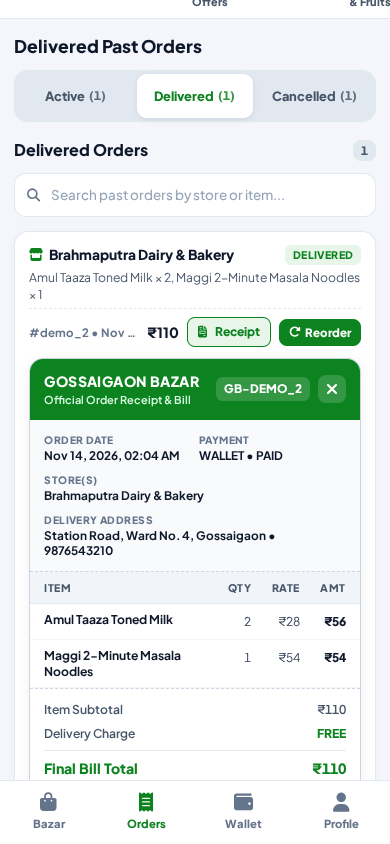 Offers
& Fruits
Delivered Past Orders
Active (1)
Delivered (1)
Cancelled (1)
Delivered Orders
1
Search past orders by store or item...
Brahmaputra Dairy & Bakery
DELIVERED
Amul Taaza Toned Milk × 2, Maggi 2–Minute Masala Noodles
× 1
#demo_2 • Nov ...
₹110
Receipt
Reorder
GOSSAIGAON BAZAR
Official Order Receipt & Bill
GB-DEMO_2
ORDER DATE
PAYMENT
Nov 14, 2026, 02:04 AM
WALLET • PAID
STORE(S)
Brahmaputra Dairy & Bakery
DELIVERY ADDRESS
Station Road, Ward No. 4, Gossaigaon •
9876543210
ITEM QTY RATE AMT
Amul Taaza Toned Milk 2 ₹28 ₹56
Maggi 2–Minute Masala 1 ₹54 ₹54
Noodles
Item Subtotal ₹110
Delivery Charge FREE
Final Bill Total ₹110
Bazar
Orders
Wallet
Profile